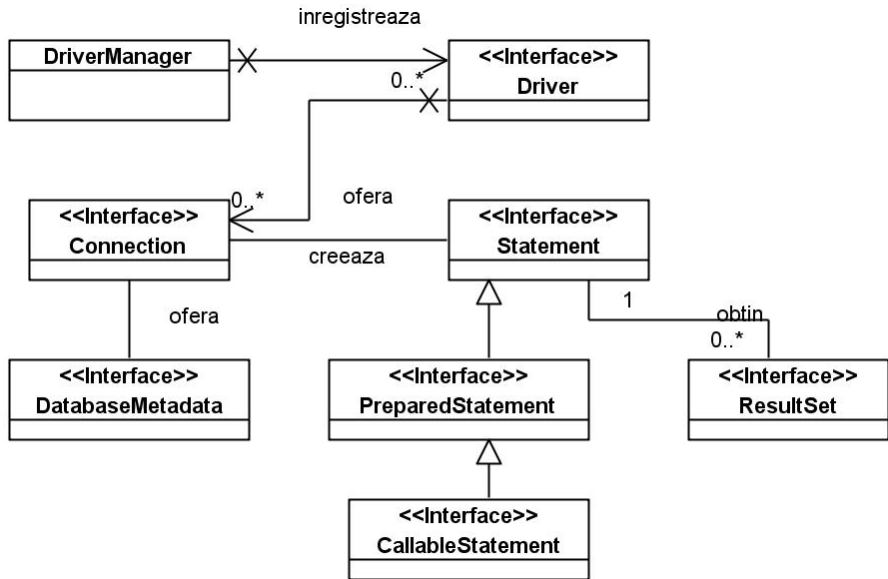 inregistreaza
DriverManager
<<Interface>>
Driver
0..*
0..*
ofera
<<Interface>>
Connection
creeaza
<<Interface>>
Statement
ofera
1
obtin
0..*
<<Interface>>
DatabaseMetadata
<<Interface>>
PreparedStatement
<<Interface>>
ResultSet
<<Interface>>
CallableStatement